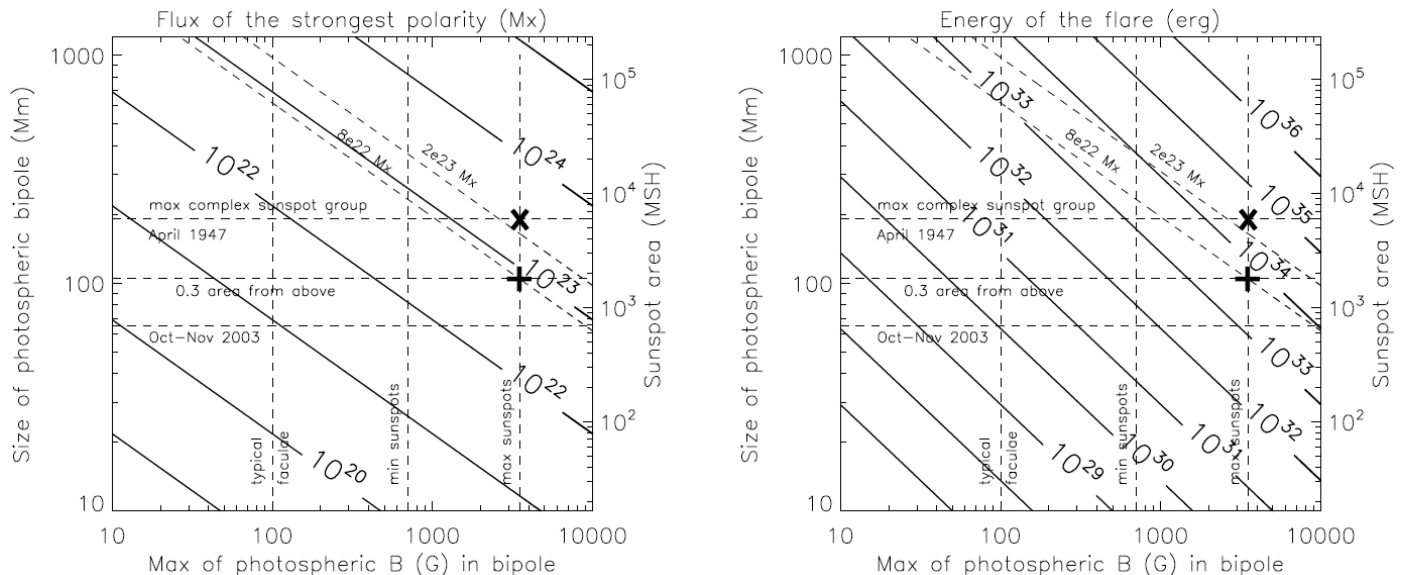 Flux of the strongest polarity (Mx)
1000
100
10
Size of photospheric bipole (Mm)
10^5
10^4
10^3
10^2
Sunspot area (MSH)
8e22 Mx
2e23 Mx
10^24
10^22
max complex sunspot group
April 1947
10^23
0.3 area from above
Oct–Nov 2003
10^22
10^20
typical
faculae
min sunspots
max sunspots
10 100 1000 10000
Max of photospheric B (G) in bipole
Energy of the flare (erg)
1000
100
10
Size of photospheric bipole (Mm)
10^5
10^4
10^3
10^2
Sunspot area (MSH)
10^33
10^36
8e22 Mx
2e23 Mx
10^32
10^35
max complex sunspot group
April 1947
10^31
10^34
0.3 area from above
Oct–Nov 2003
10^33
10^32
10^31
10^30
10^29
typical
faculae
min sunspots
max sunspots
10 100 1000 10000
Max of photospheric B (G) in bipole